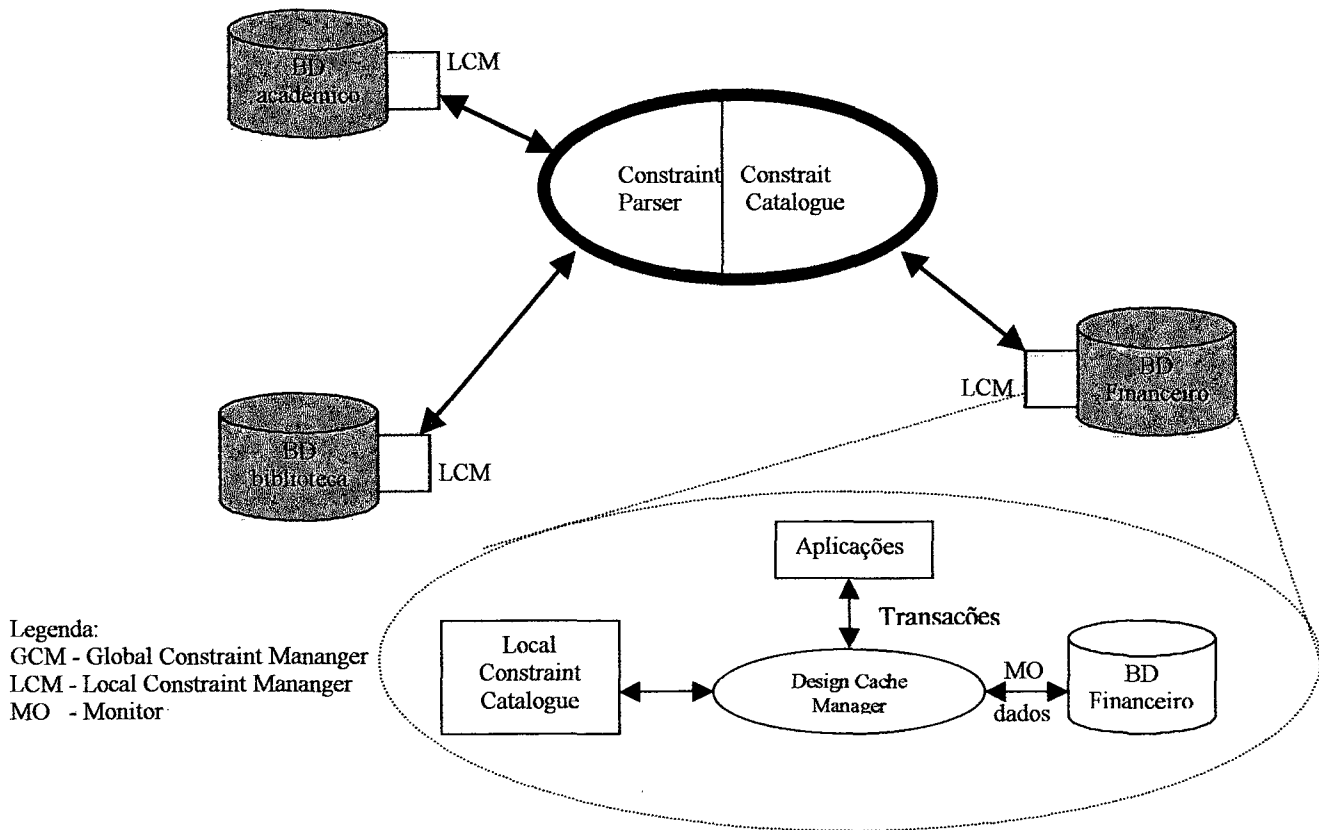 BD
acadêmico
LCM
Constraint
Parser
Constrait
Catalogue
BD
biblioteca
LCM
LCM
BD
Financeiro
Aplicações
Transacões
Local
Constraint
Catalogue
Design Cache
Manager
MO
dados
BD
Financeiro
Legenda:
GCM - Global Constraint Mananger
LCM - Local Constraint Mananger
MO - Monitor